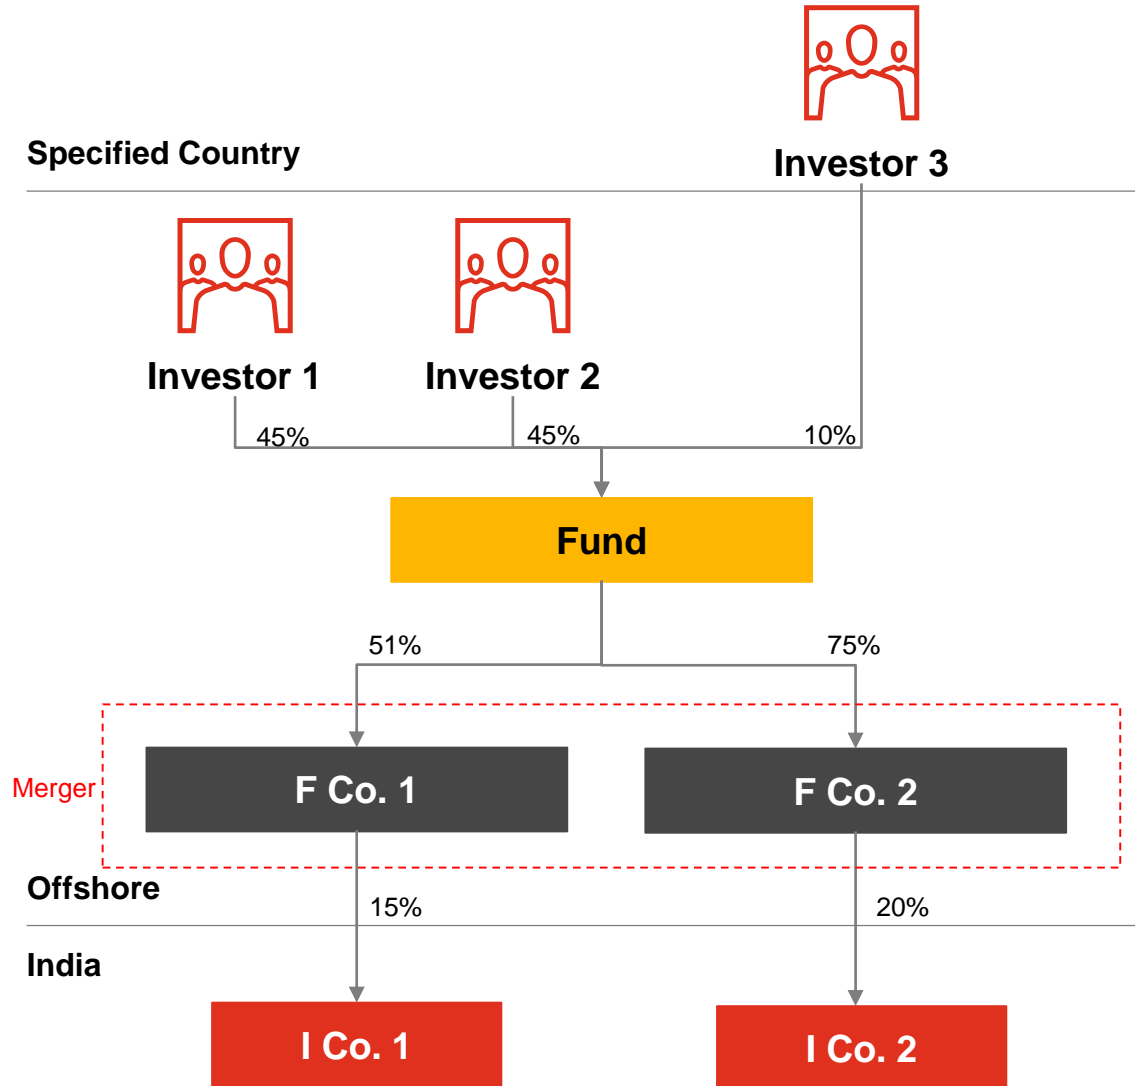 Specified Country
Investor 3
Investor 1
Investor 2
45%
45%
10%
Fund
51%
75%
Merger
F Co. 1
F Co. 2
Offshore
15%
20%
India
I Co. 1
I Co. 2